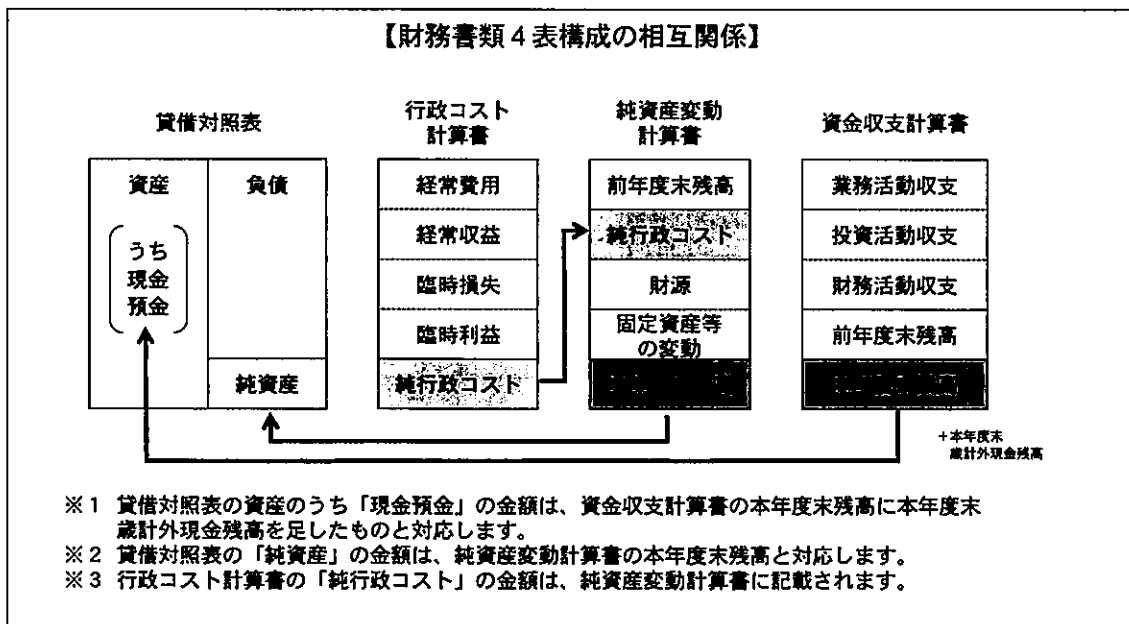 【財務書類４表構成の相互関係】
貸借対照表
資産
負債
うち
現金
預金
純資産
行政コスト
計算書
経常費用
経常収益
臨時損失
臨時利益
純行政コスト
純資産変動
計算書
前年度末残高
純行政コスト
財源
固定資産等
の変動
資金収支計算書
業務活動収支
投資活動収支
財務活動収支
前年度末残高
＋本年度末
歳計外現金残高
※１ 貸借対照表の資産のうち「現金預金」の金額は、資金収支計算書の本年度末残高に本年度末
歳計外現金残高を足したものと対応します。
※２ 貸借対照表の「純資産」の金額は、純資産変動計算書の本年度末残高と対応します。
※３ 行政コスト計算書の「純行政コスト」の金額は、純資産変動計算書に記載されます。